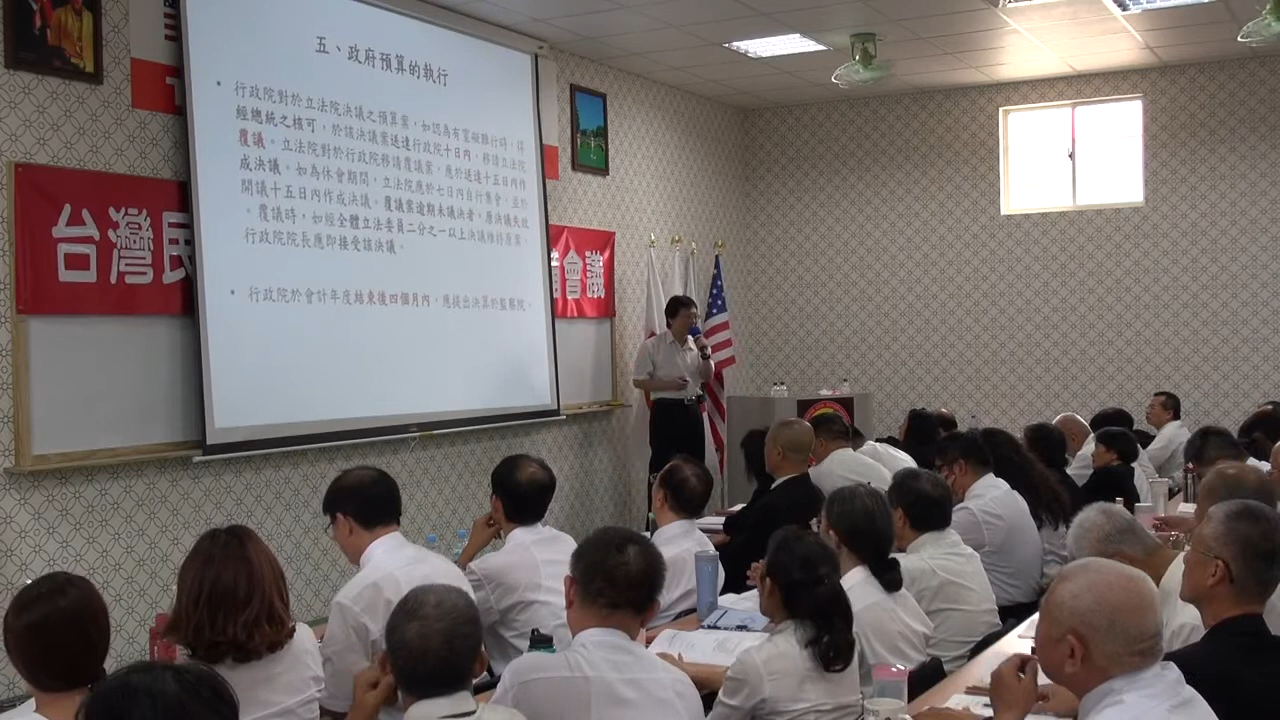 五、政府預算的執行
• 行政院對於立法院決議之預算案，如認為有窒礙難行時，得
經總統之核可，於該決議案送達行政院十日內，移請立法院
覆議。立法院對於行政院移請覆議案，應於送達十五日內作
成決議。如為休會期間，立法院應於七日內自行集會，並於
開議十五日內作成決議。覆議案逾期未議決者，原決議失效
。覆議時，如經全體立法委員二分之一以上決議維持原案，
行政院院長應即接受該決議。
• 行政院於會計年度結束後四個月內，應提出決算於監察院。
台灣民
會議